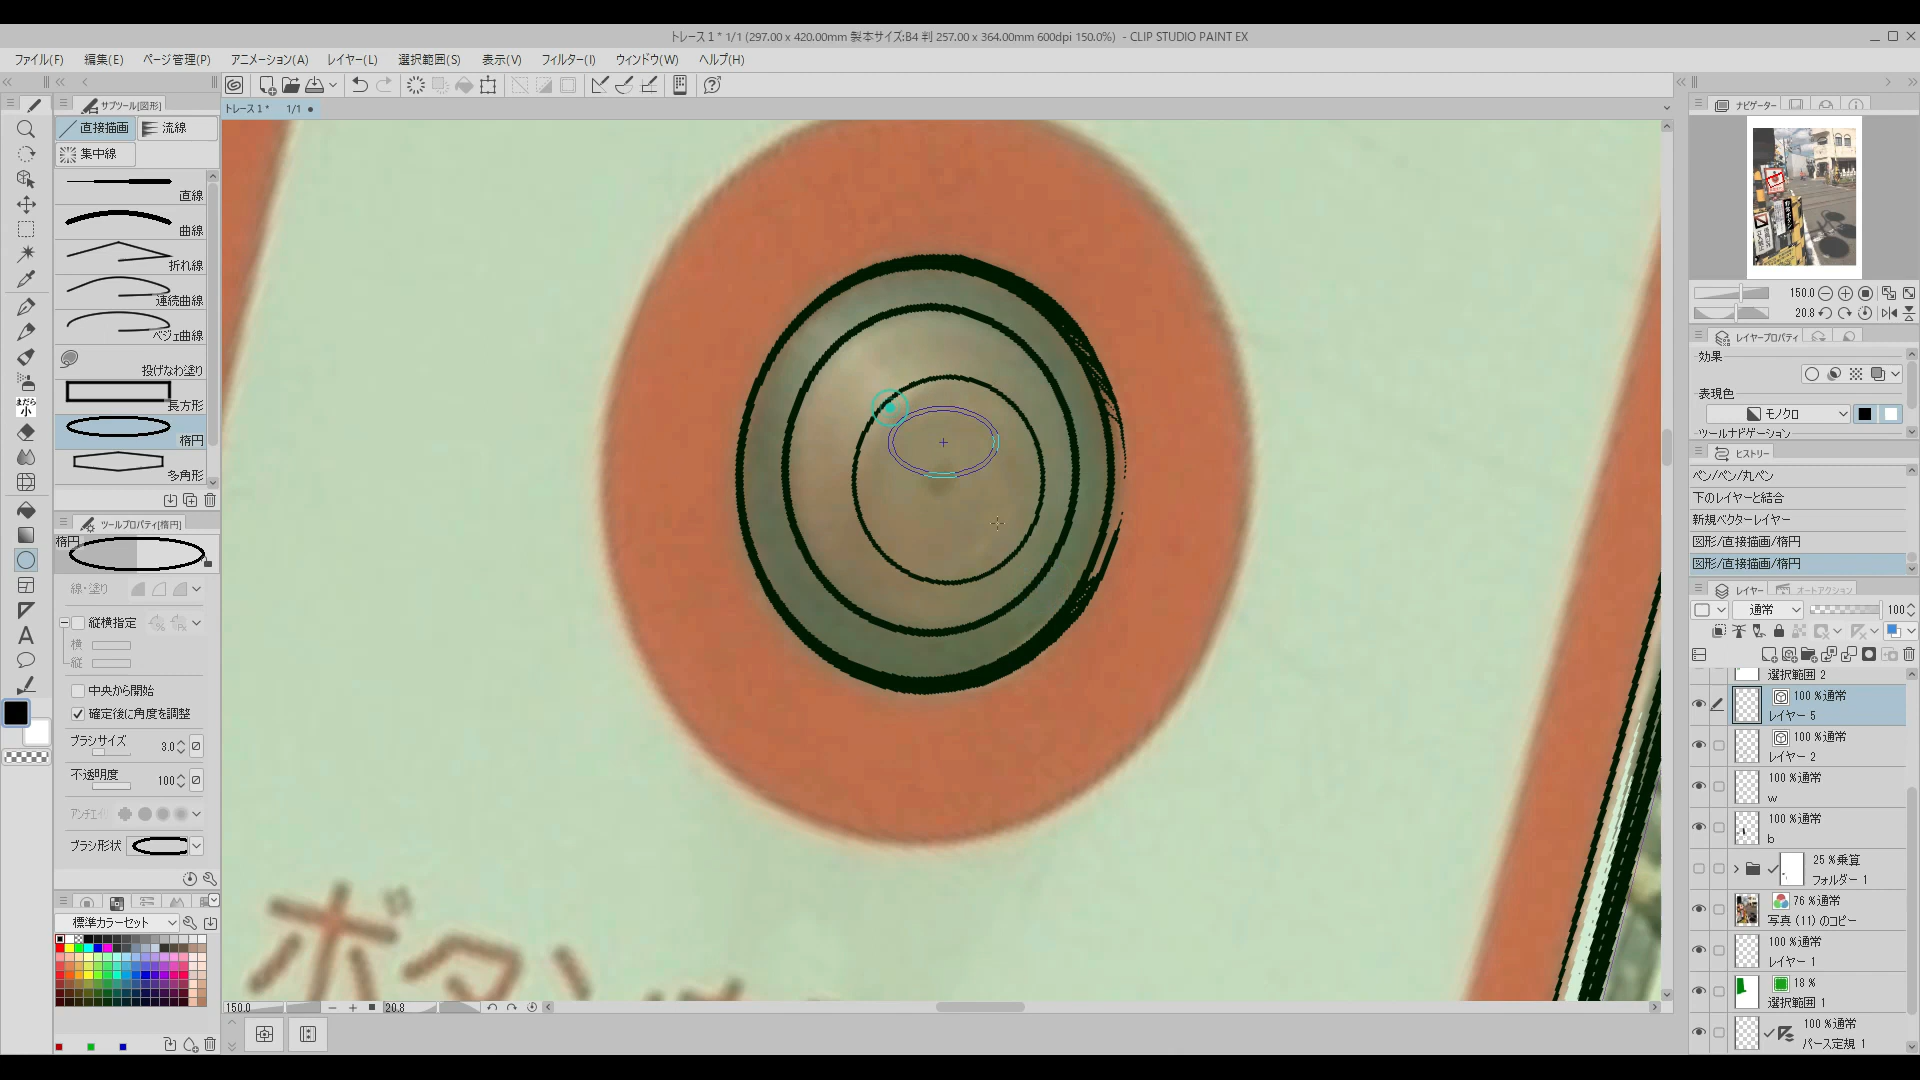 トレース1* 1/1 (297.00 x 420.00mm 製本サイズ:B4 判 257.00 x 364.00mm 600dpi 150.0%) - CLIP STUDIO PAINT EX
ファイル(F) 編集(E) ページ管理(P) アニメーション(A) レイヤー(L) 選択範囲(S) 表示(V) フィルター(I) ウィンドウ(W) ヘルプ(H)
サブツール[図形]
トレース1* 1/1
直接描画 流線
集中線
直線
曲線
折れ線
連続曲線
ベジェ曲線
投げなわ塗り
長方形
楕円
多角形
まだら
小
ツールプロパティ[楕円]
楕円
線・塗り
縦横指定
横
縦
中央から開始
確定後に角度を調整
ブラシサイズ 3.0
不透明度 100
アンチエイ
ブラシ形状
標準カラーセット
ボタン
150.0 20.8
ナビゲーター
150.0
20.8
レイヤープロパティ
効果
表現色
モノクロ
ツールナビゲーション
ヒストリー
ペン/ペン/丸ペン
下のレイヤーと結合
新規ベクターレイヤー
図形/直接描画/楕円
図形/直接描画/楕円
レイヤー オートアクション
通常 100
選択範囲 2
100 %通常
レイヤー 5
100 %通常
レイヤー 2
100 %通常
w
100 %通常
b
25 %乗算
フォルダー 1
76 %通常
写真 (11) のコピー
100 %通常
レイヤー 1
18 %
選択範囲 1
100 %通常
パース定規 1